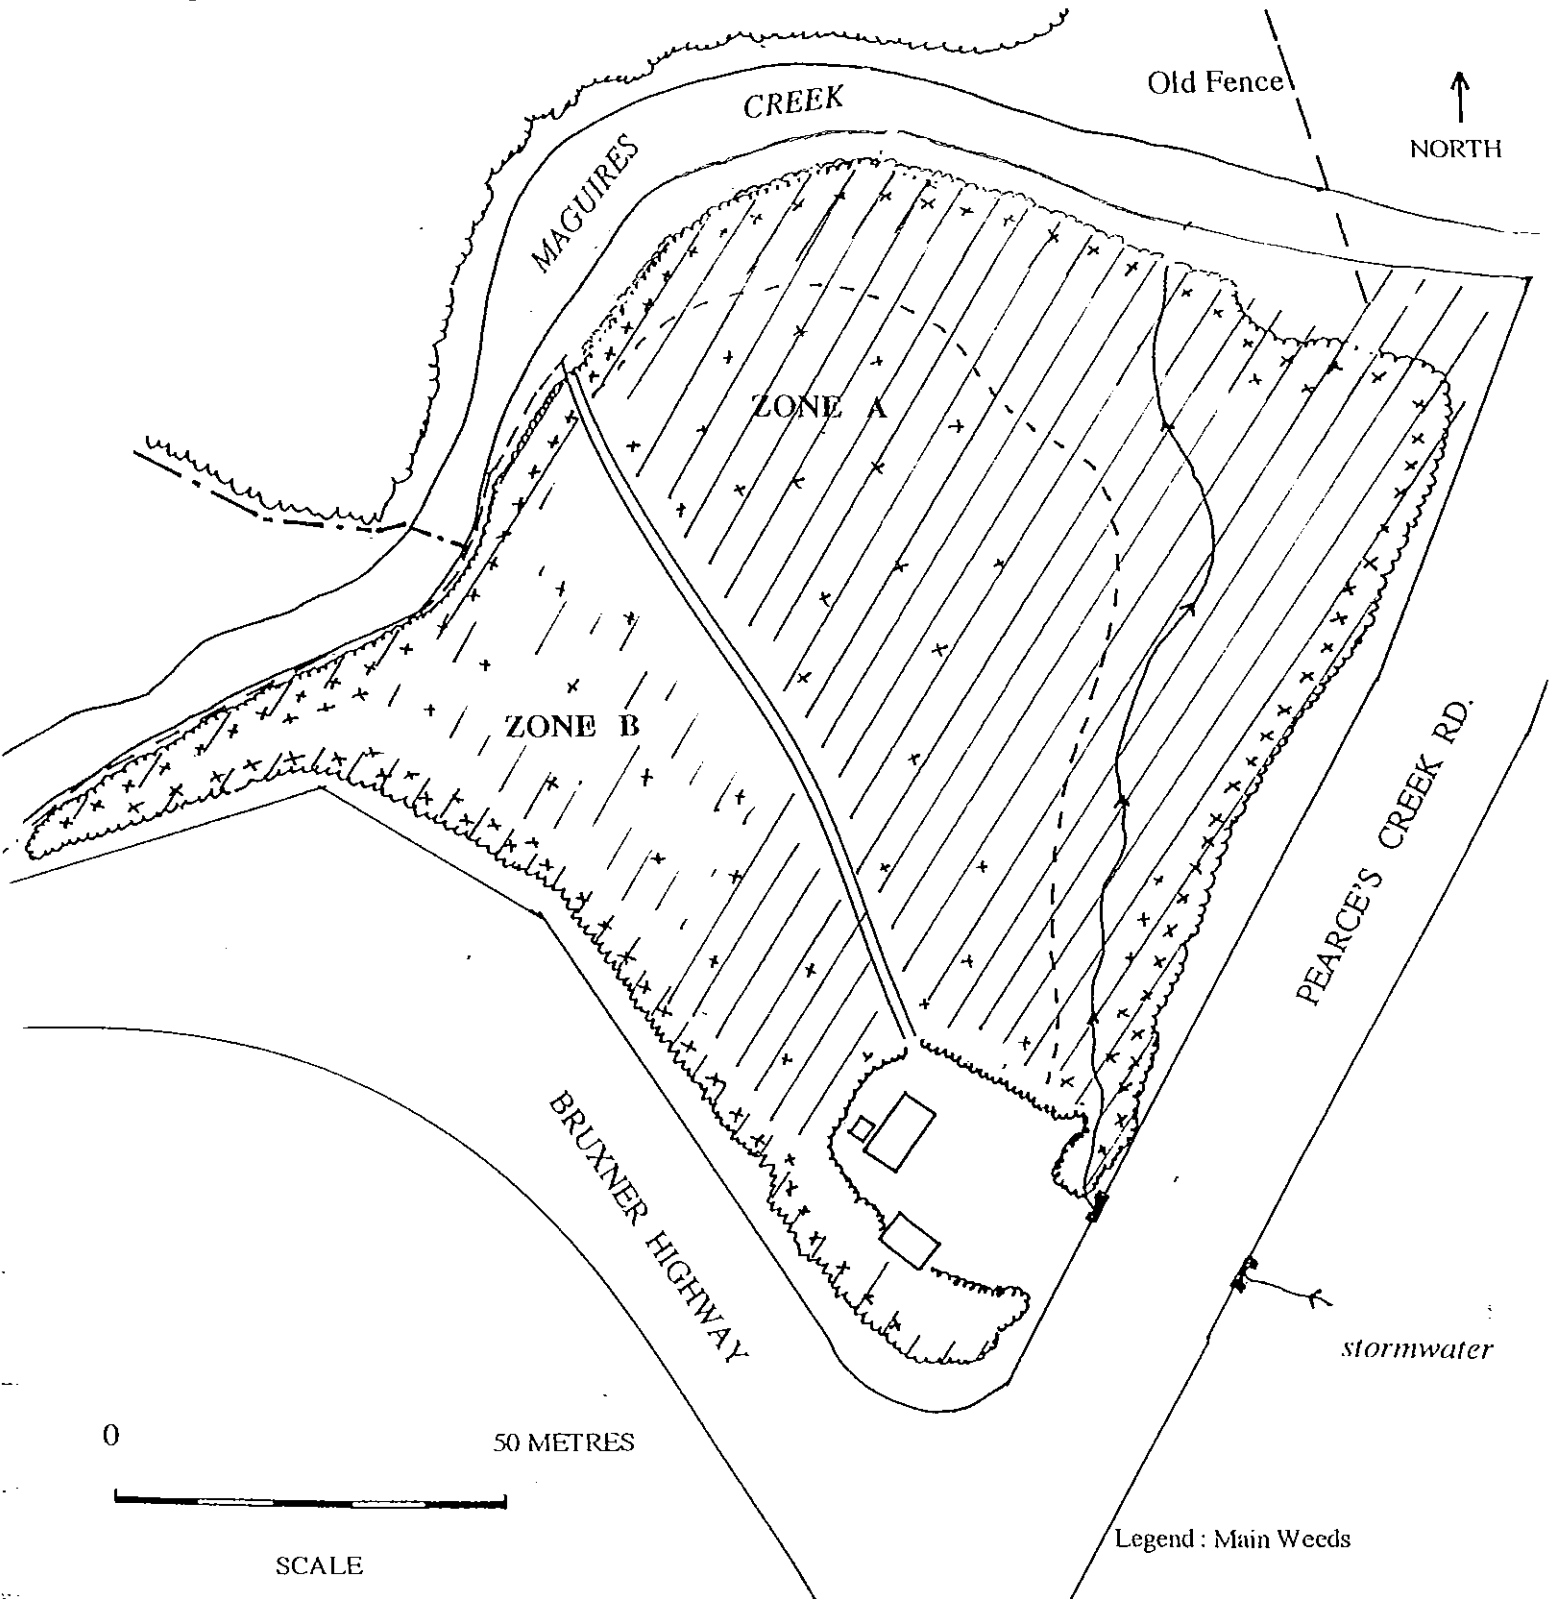 Old Fence
CREEK
NORTH
MAGUIRES
ZONE A
ZONE B
PEARCE'S CREEK RD.
BRUXNER HIGHWAY
stormwater
0
50 METRES
SCALE
Legend : Main Weeds